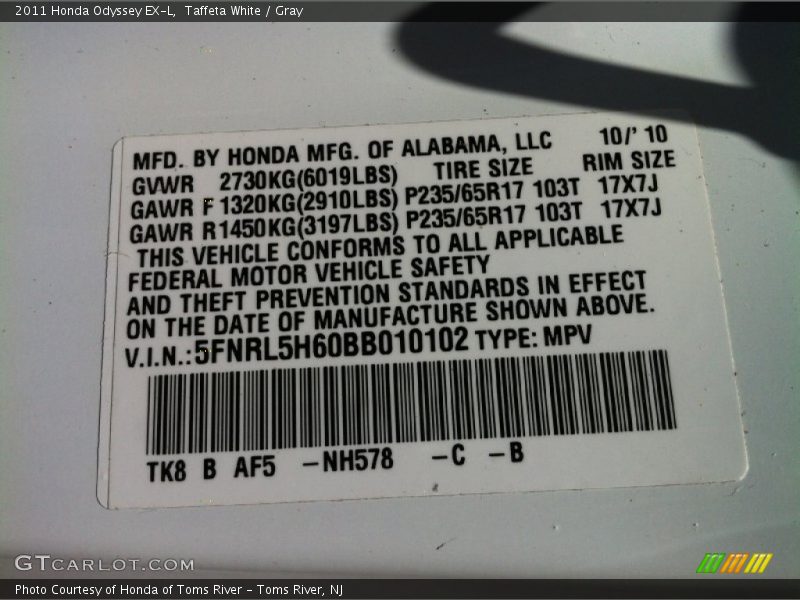 2011 Honda Odyssey EX-L, Taffeta White / Gray
MFD. BY HONDA MFG. OF ALABAMA, LLC 10/' 10
GVWR 2730KG(6019LBS) TIRE SIZE RIM SIZE
GAWR F 1320KG(2910LBS) P235/65R17 103T 17X7J
GAWR R1450KG(3197LBS) P235/65R17 103T 17X7J
THIS VEHICLE CONFORMS TO ALL APPLICABLE
FEDERAL MOTOR VEHICLE SAFETY
AND THEFT PREVENTION STANDARDS IN EFFECT
ON THE DATE OF MANUFACTURE SHOWN ABOVE.
V.I.N.:5FNRL5H60BB010102 TYPE: MPV
TK8 B AF5 –NH578 –C –B
GTCARLOT.COM
Photo Courtesy of Honda of Toms River – Toms River, NJ